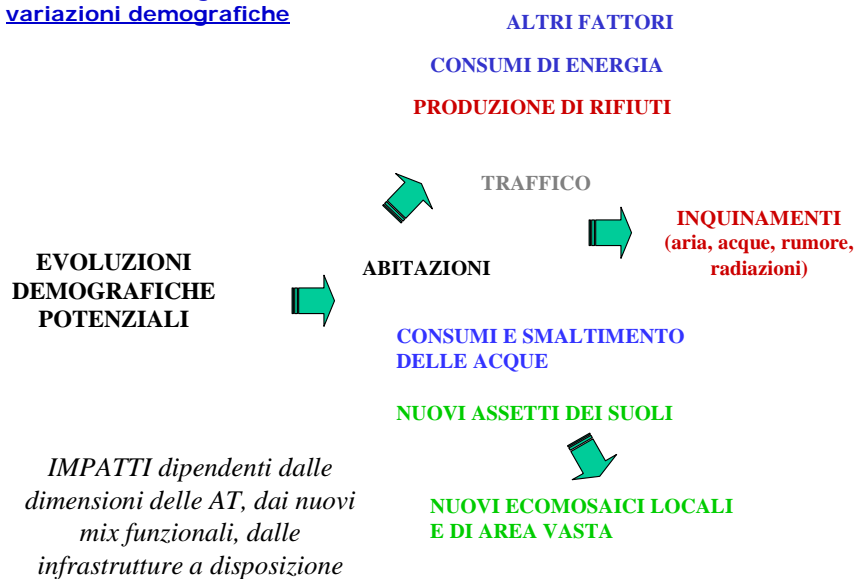 variazioni demografiche
ALTRI FATTORI
CONSUMI DI ENERGIA
PRODUZIONE DI RIFIUTI
TRAFFICO
INQUINAMENTI
(aria, acque, rumore,
radiazioni)
EVOLUZIONI
DEMOGRAFICHE
POTENZIALI
ABITAZIONI
CONSUMI E SMALTIMENTO
DELLE ACQUE
NUOVI ASSETTI DEI SUOLI
IMPATTI dipendenti dalle
dimensioni delle AT, dai nuovi
mix funzionali, dalle
infrastrutture a disposizione
NUOVI ECOMOSAICI LOCALI
E DI AREA VASTA